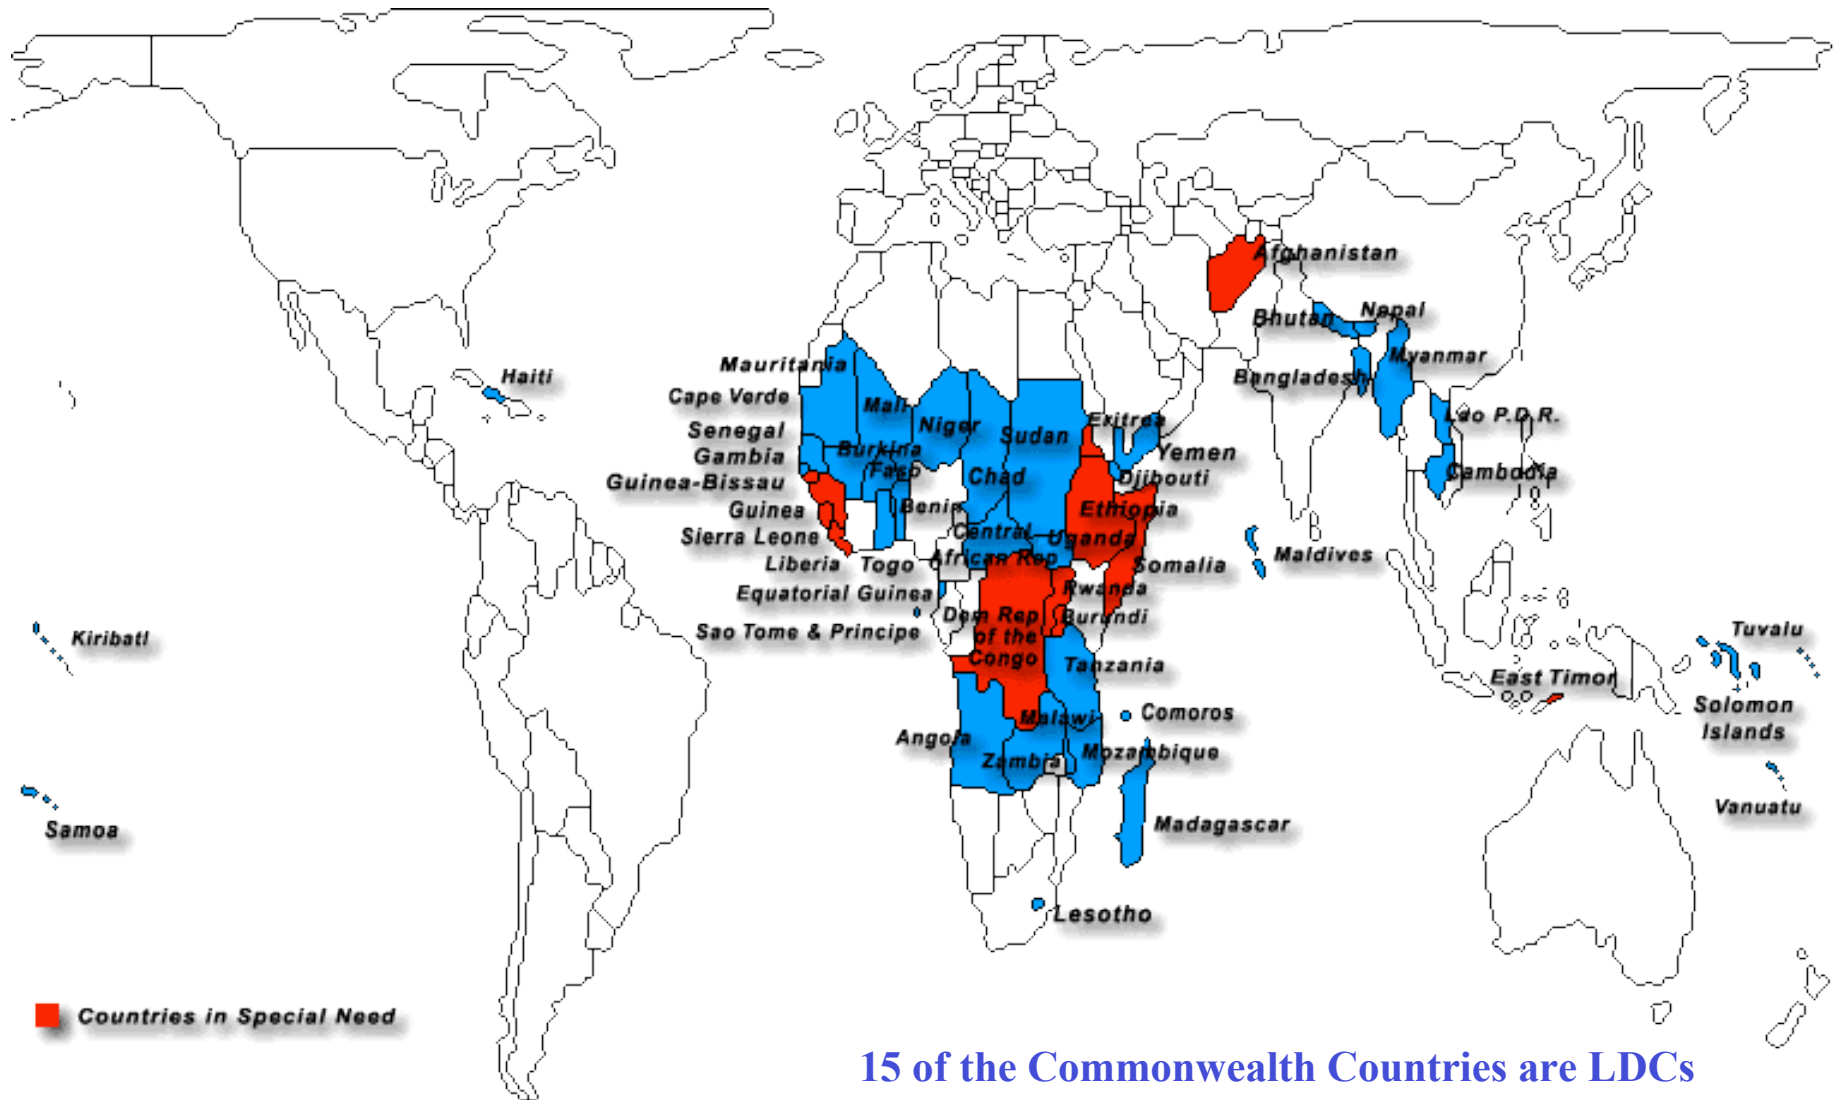 Afghanistan
Nepal
Bhutan
Myanmar
Mauritania
Haiti
Bangladesh
Cape Verde
Mali
Lao P.D.R.
Niger
Eritrea
Senegal
Sudan
Burkina
Faso
Yemen
Gambia
Cambodia
Chad
Djibouti
Guinea-Bissau
Benin
Ethiopia
Guinea
Central
African Rep
Uganda
Sierra Leone
Maldives
Liberia
Togo
Somalia
Equatorial Guinea
Rwanda
Dem Rep
of the
Congo
Burundi
Sao Tome & Principe
Tuvalu
Kiribati
Tanzania
East Timor
Solomon
Islands
Malawi
Comoros
Angola
Mozambique
Zambia
Vanuatu
Samoa
Madagascar
Lesotho
Countries in Special Need
15 of the Commonwealth Countries are LDCs